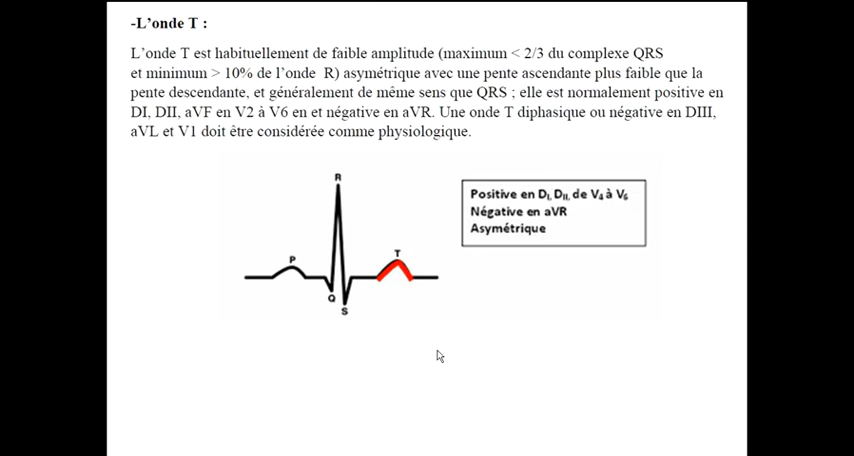 -L’onde T :
L’onde T est habituellement de faible amplitude (maximum < 2/3 du complexe QRS
et minimum > 10% de l’onde R) asymétrique avec une pente ascendante plus faible que la
pente descendante, et généralement de même sens que QRS ; elle est normalement positive en
DI, DII, aVF en V2 à V6 en et négative en aVR. Une onde T diphasique ou négative en DIII,
aVL et V1 doit être considérée comme physiologique.
R
Positive en DI, DII, de V4 à V6
Négative en aVR
Asymétrique
P
T
Q
S